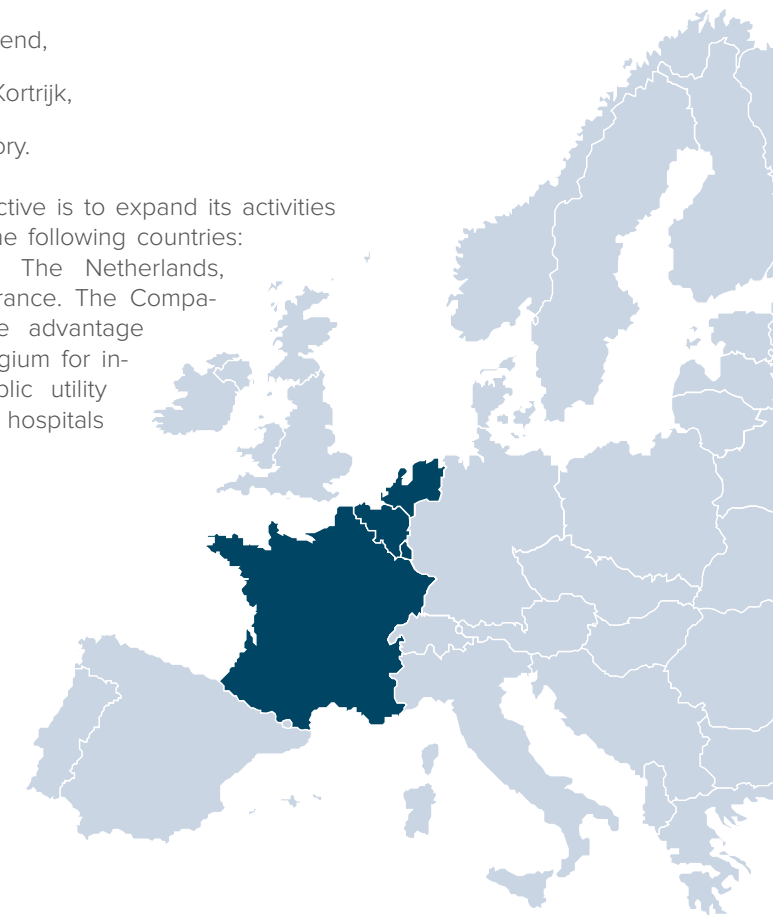 end,
Kortrijk,
ory.
ctive is to expand its activities
ne following countries:
The Netherlands,
rance. The Compa-
e advantage
gium for in-
blic utility
hospitals